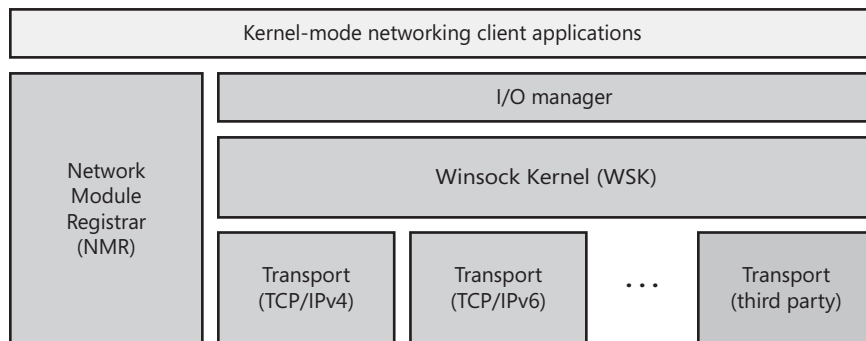 Kernel-mode networking client applications
I/O manager
Network
Module
Registrar
(NMR)
Winsock Kernel (WSK)
Transport
(TCP/IPv4)
Transport
(TCP/IPv6)
...
Transport
(third party)